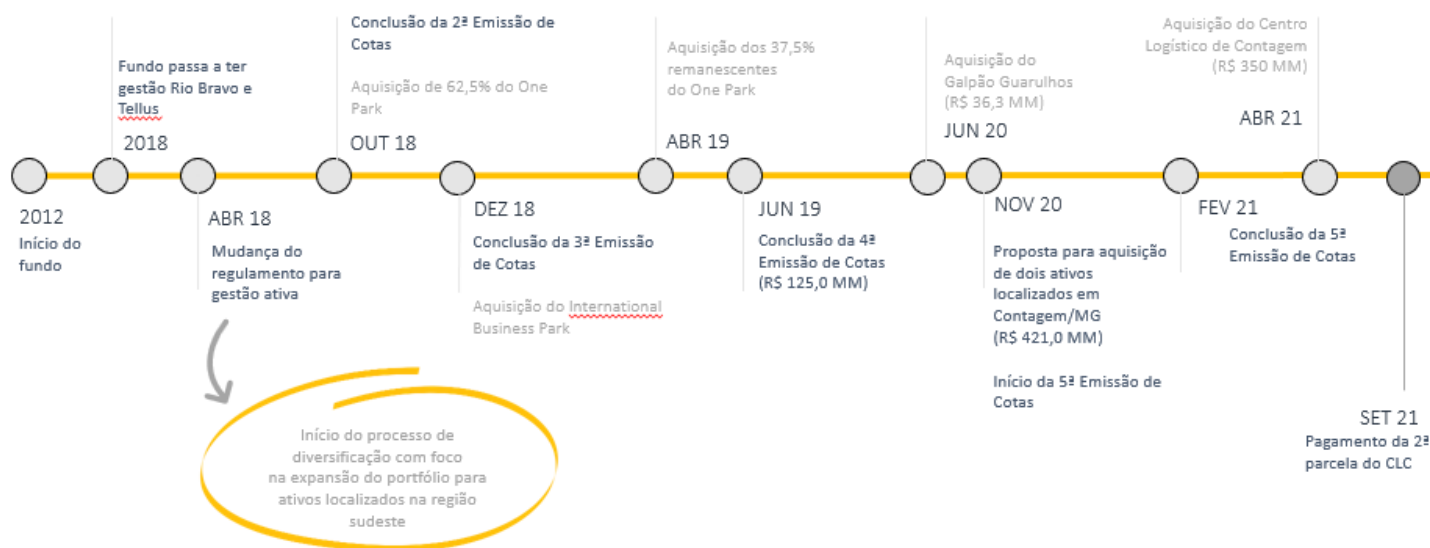 Fundo passa a ter
gestão Rio Bravo e
Tellus
2018
Conclusão da 2ª Emissão de
Cotas
Aquisição de 62,5% do One
Park
OUT 18
Aquisição dos 37,5%
remanescentes
do One Park
ABR 19
Aquisição do
Galpão Guarulhos
(R$ 36,3 MM)
JUN 20
Aquisição do Centro
Logístico de Contagem
(R$ 350 MM)
ABR 21
2012
Início do
fundo
ABR 18
Mudança do
regulamento para
gestão ativa
Início do processo de
diversificação com foco
na expansão do portfólio para
ativos localizados na região
sudeste
DEZ 18
Conclusão da 3ª Emissão
de Cotas
Aquisição do International
Business Park
JUN 19
Conclusão da 4ª
Emissão de Cotas
(R$ 125,0 MM)
NOV 20
Proposta para aquisição
de dois ativos
localizados em
Contagem/MG
(R$ 421,0 MM)
Início da 5ª Emissão de
Cotas
FEV 21
Conclusão da 5ª
Emissão de Cotas
SET 21
Pagamento da 2ª
parcela do CLC